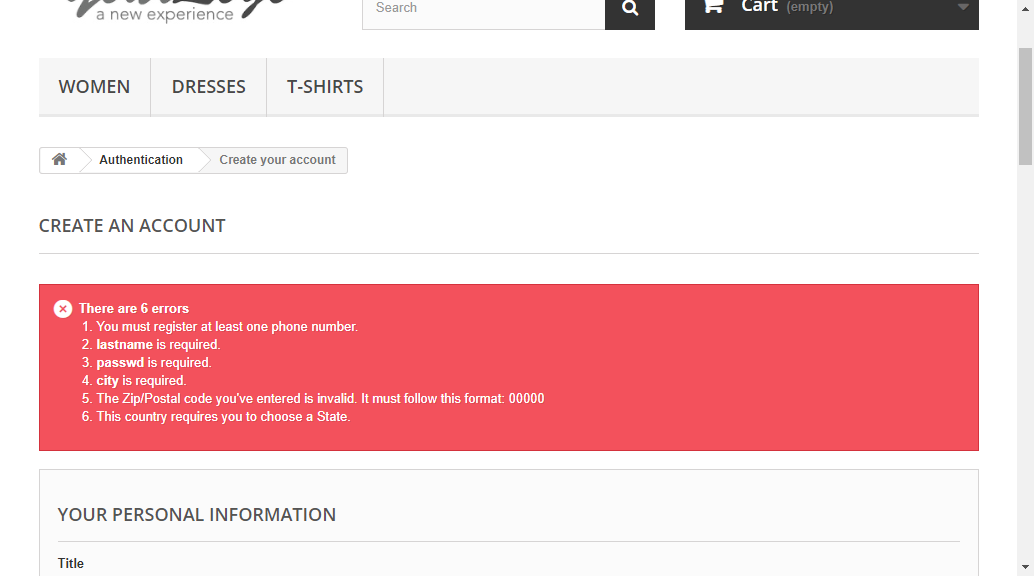 a new experience
Search
Cart (empty)
WOMEN DRESSES T-SHIRTS
Authentication Create your account
CREATE AN ACCOUNT
There are 6 errors
1. You must register at least one phone number.
2. lastname is required.
3. passwd is required.
4. city is required.
5. The Zip/Postal code you've entered is invalid. It must follow this format: 00000
6. This country requires you to choose a State.
YOUR PERSONAL INFORMATION
Title